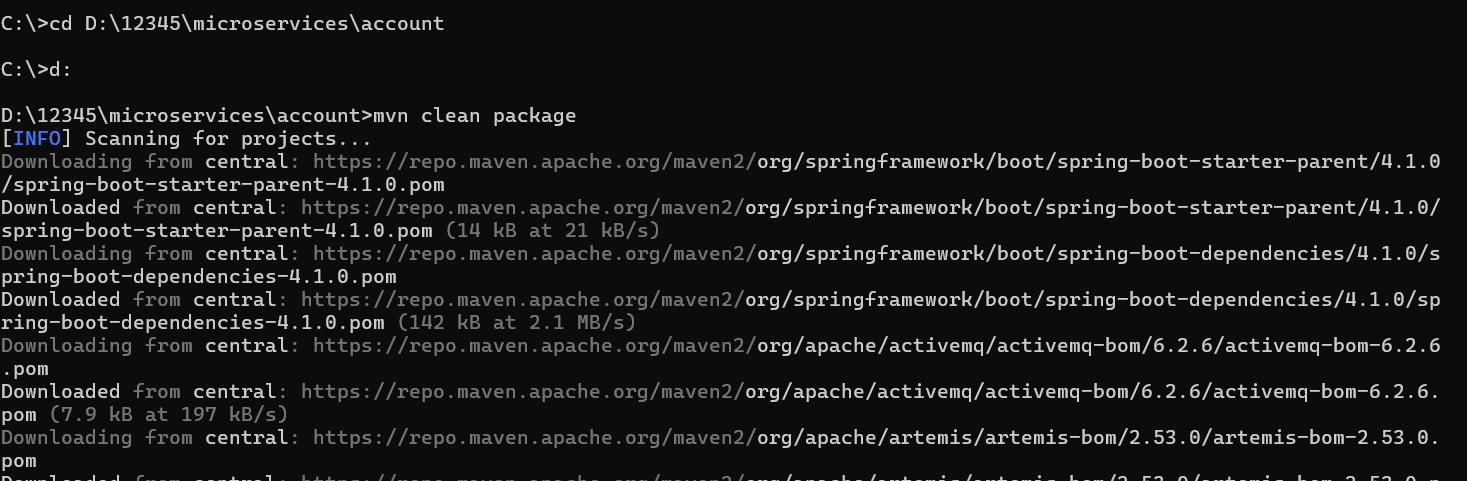 C:\>cd D:\12345\microservices\account
C:\>d:
D:\12345\microservices\account>mvn clean package
[INFO] Scanning for projects...
Downloading from central: https://repo.maven.apache.org/maven2/org/springframework/boot/spring-boot-starter-parent/4.1.0
/spring-boot-starter-parent-4.1.0.pom
Downloaded from central: https://repo.maven.apache.org/maven2/org/springframework/boot/spring-boot-starter-parent/4.1.0/
spring-boot-starter-parent-4.1.0.pom (14 kB at 21 kB/s)
Downloading from central: https://repo.maven.apache.org/maven2/org/springframework/boot/spring-boot-dependencies/4.1.0/s
pring-boot-dependencies-4.1.0.pom
Downloaded from central: https://repo.maven.apache.org/maven2/org/springframework/boot/spring-boot-dependencies/4.1.0/sp
ring-boot-dependencies-4.1.0.pom (142 kB at 2.1 MB/s)
Downloading from central: https://repo.maven.apache.org/maven2/org/apache/activemq/activemq-bom/6.2.6/activemq-bom-6.2.6
.pom
Downloaded from central: https://repo.maven.apache.org/maven2/org/apache/activemq/activemq-bom/6.2.6/activemq-bom-6.2.6.
pom (7.9 kB at 197 kB/s)
Downloading from central: https://repo.maven.apache.org/maven2/org/apache/artemis/artemis-bom/2.53.0/artemis-bom-2.53.0.
pom